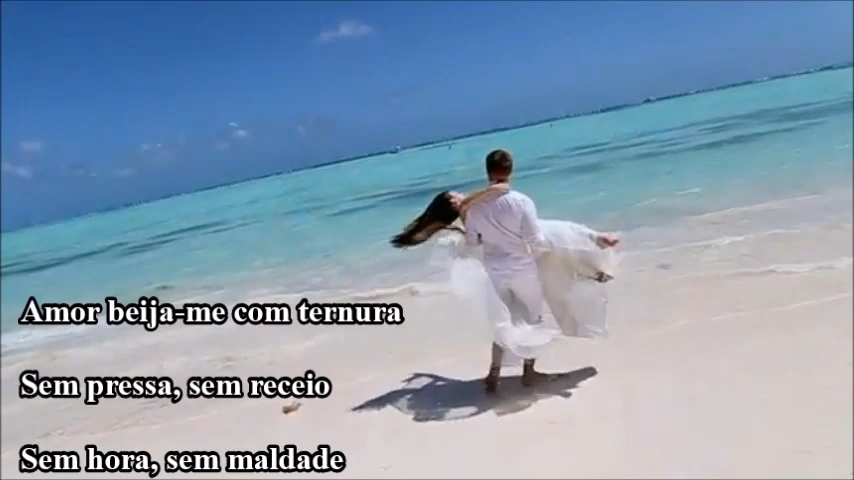 Amor beija-me com ternura
Sem pressa, sem receio
Sem hora, sem maldade